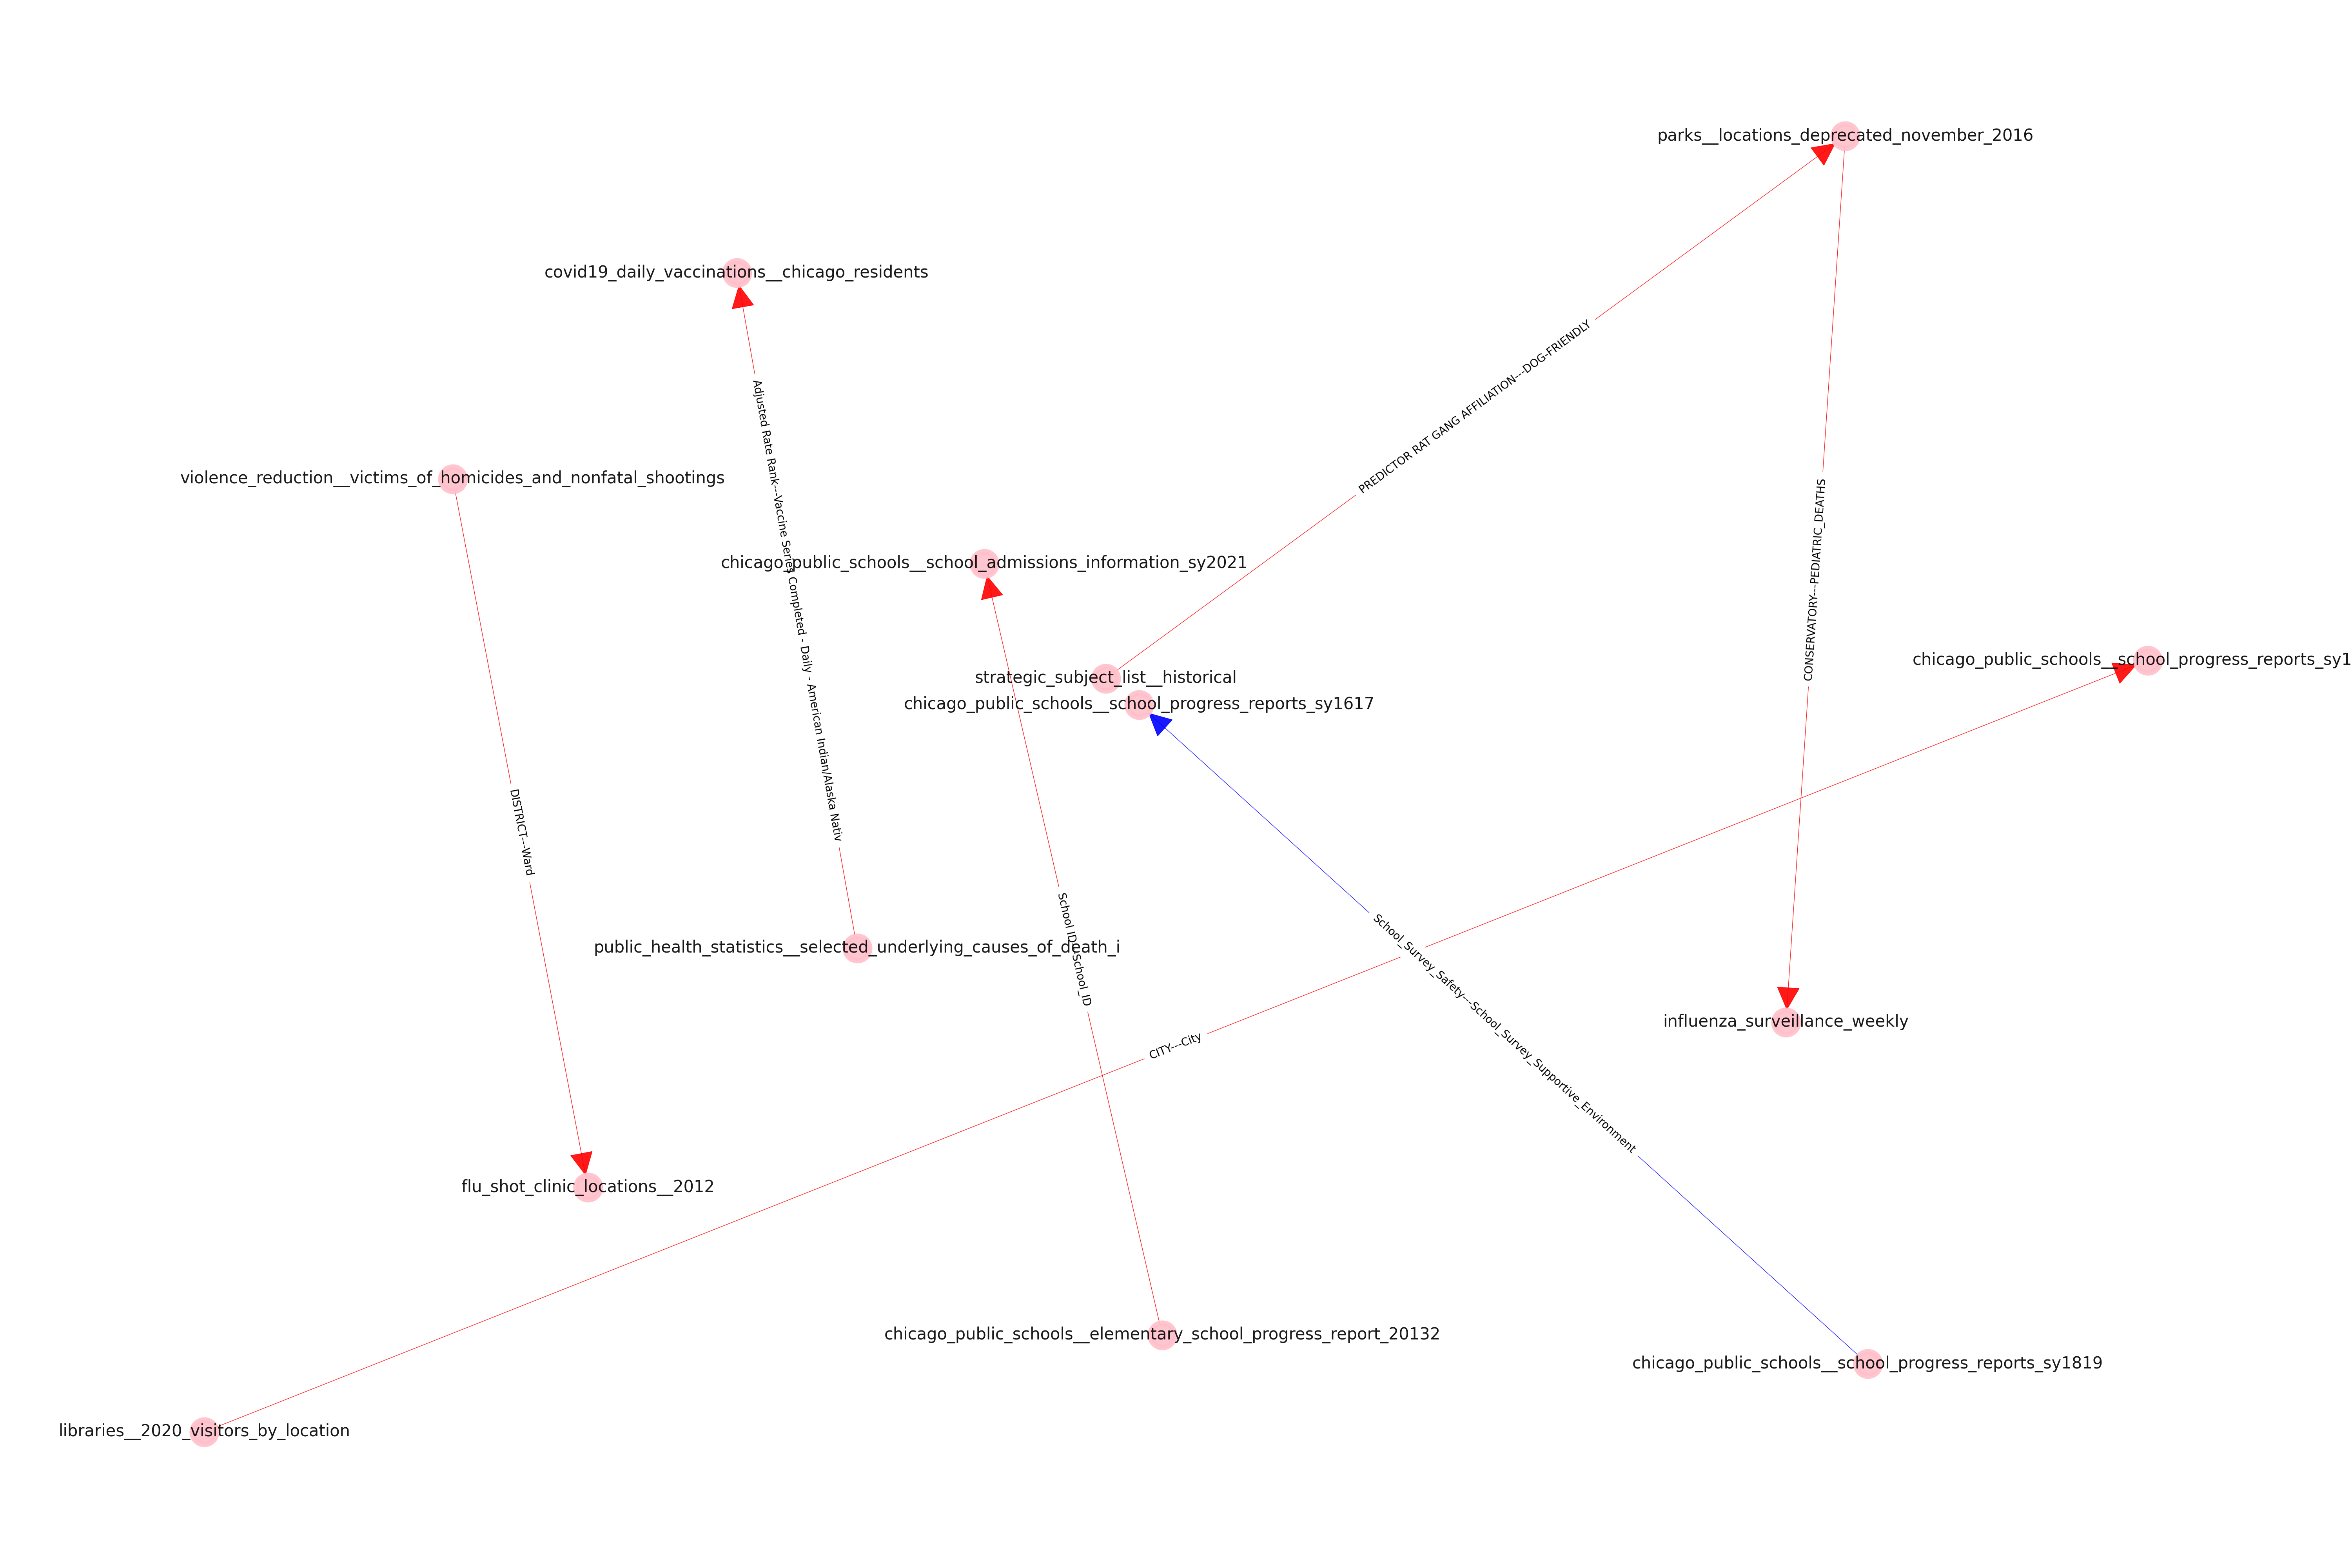 parks__locations_deprecated_november_2016
covid19_daily_vaccinations__chicago_residents
PREDICTOR RAT GANG AFFILIATION---DOG-FRIENDLY
violence_reduction__victims_of_homicides_and_nonfatal_shootings
chicago_public_schools__school_admissions_information_sy2021
CONSERVATORY---PEDIATRIC_DEATHS
Adjusted Rate Rank---Vaccine Series Completed - Daily - American Indian/Alaska Nativ
chicago_public_schools__school_progress_reports_sy1
strategic_subject_list__historical
chicago_public_schools__school_progress_reports_sy1617
DISTRICT---Ward
public_health_statistics__selected_underlying_causes_of_death_i
School ID---School_ID
influenza_surveillance_weekly
School_Survey_Safety---School_Survey_Supportive_Environment
CITY---City
flu_shot_clinic_locations__2012
chicago_public_schools__elementary_school_progress_report_20132
chicago_public_schools__school_progress_reports_sy1819
libraries__2020_visitors_by_location